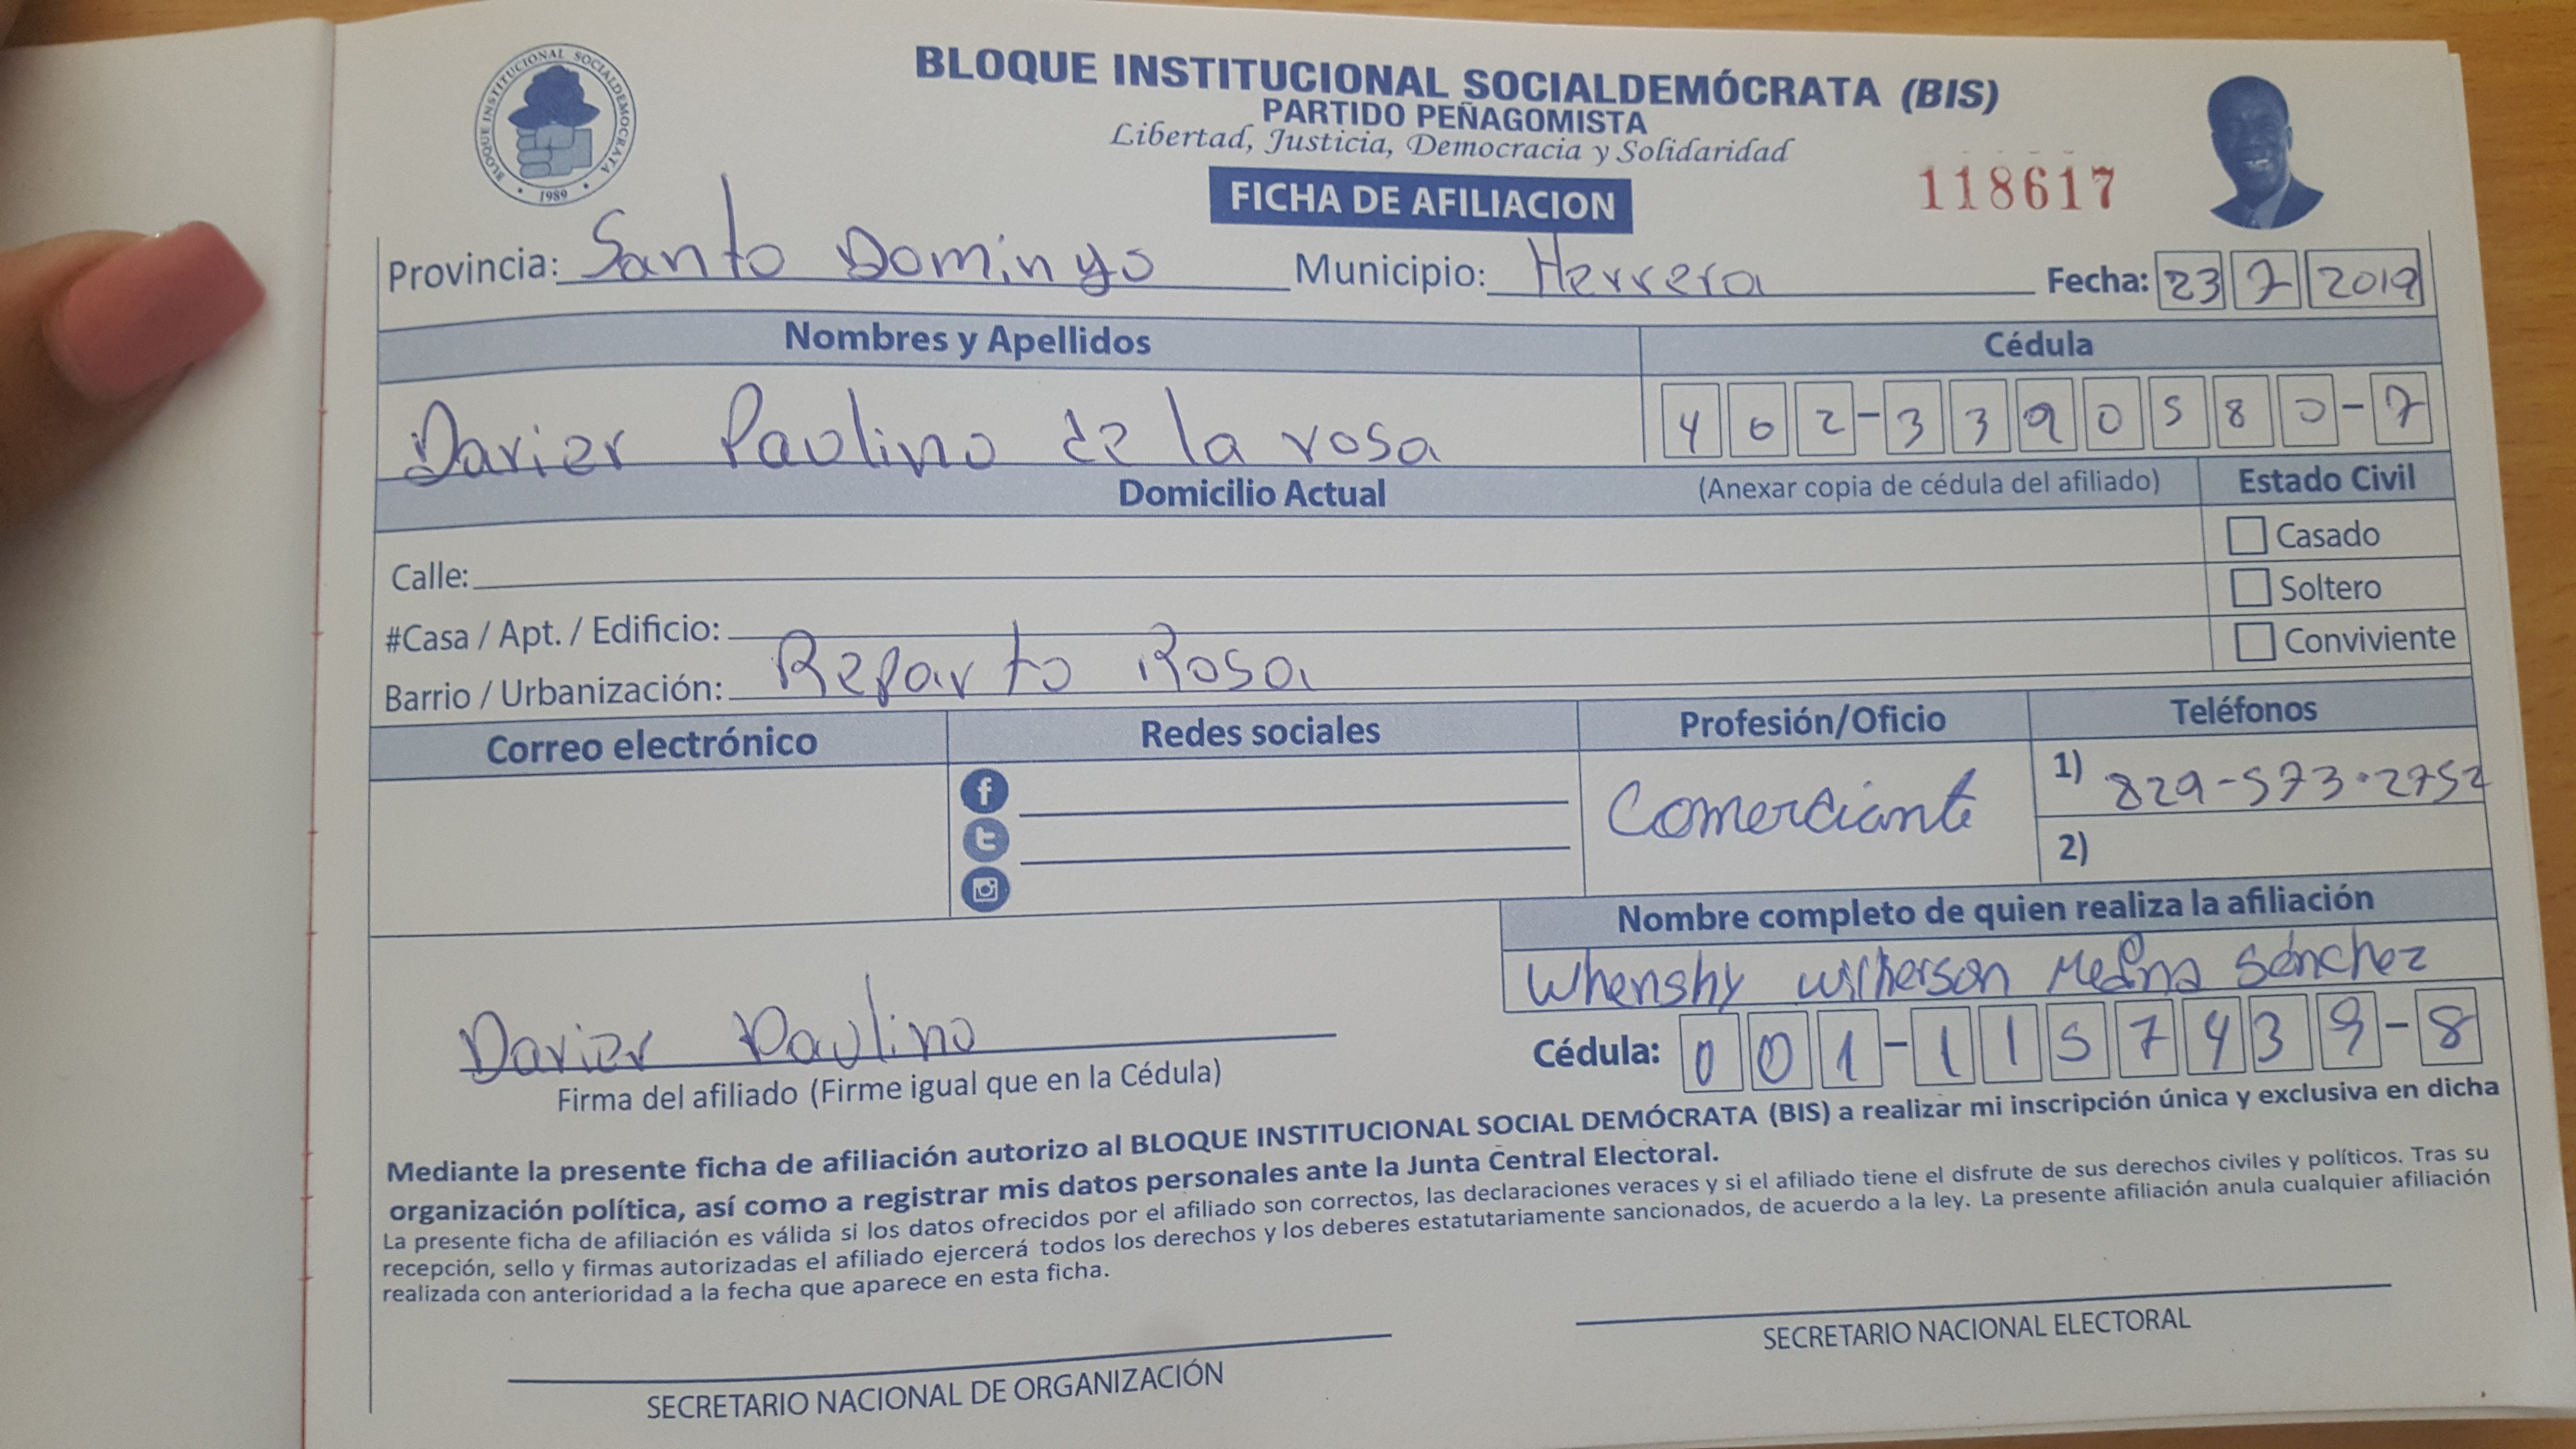 BLOQUE INSTITUCIONAL SOCIALDEMOCRATA
1989
BLOQUE INSTITUCIONAL SOCIALDEMÓCRATA (BIS)
PARTIDO PEÑAGOMISTA
Libertad, Justicia, Democracia y Solidaridad
FICHA DE AFILIACION
118617
Provincia: Santo Domingo Municipio: Herrera Fecha: 23 7 2019
Nombres y Apellidos Cédula
Darier Paulino de la rosa 402-3390580-7
Domicilio Actual (Anexar copia de cédula del afiliado) Estado Civil
Casado
Calle:
Soltero
#Casa / Apt. / Edificio:
Conviviente
Barrio / Urbanización: Reparto Rosa
Correo electrónico Redes sociales Profesión/Oficio Teléfonos
Comerciante 1) 829-573-2752
2)
Nombre completo de quien realiza la afiliación
Whenshy wilkerson Medina Sánchez
Darier Paulino Cédula: 001-1157439-8
Firma del afiliado (Firme igual que en la Cédula)
Mediante la presente ficha de afiliación autorizo al BLOQUE INSTITUCIONAL SOCIAL DEMÓCRATA (BIS) a realizar mi inscripción única y exclusiva en dicha
organización política, así como a registrar mis datos personales ante la Junta Central Electoral.
La presente ficha de afiliación es válida si los datos ofrecidos por el afiliado son correctos, las declaraciones veraces y si el afiliado tiene el disfrute de sus derechos civiles y políticos. Tras su
recepción, sello y firmas autorizadas el afiliado ejercerá todos los derechos y los deberes estatutariamente sancionados, de acuerdo a la ley. La presente afiliación anula cualquier afiliación
realizada con anterioridad a la fecha que aparece en esta ficha.
SECRETARIO NACIONAL DE ORGANIZACIÓN SECRETARIO NACIONAL ELECTORAL